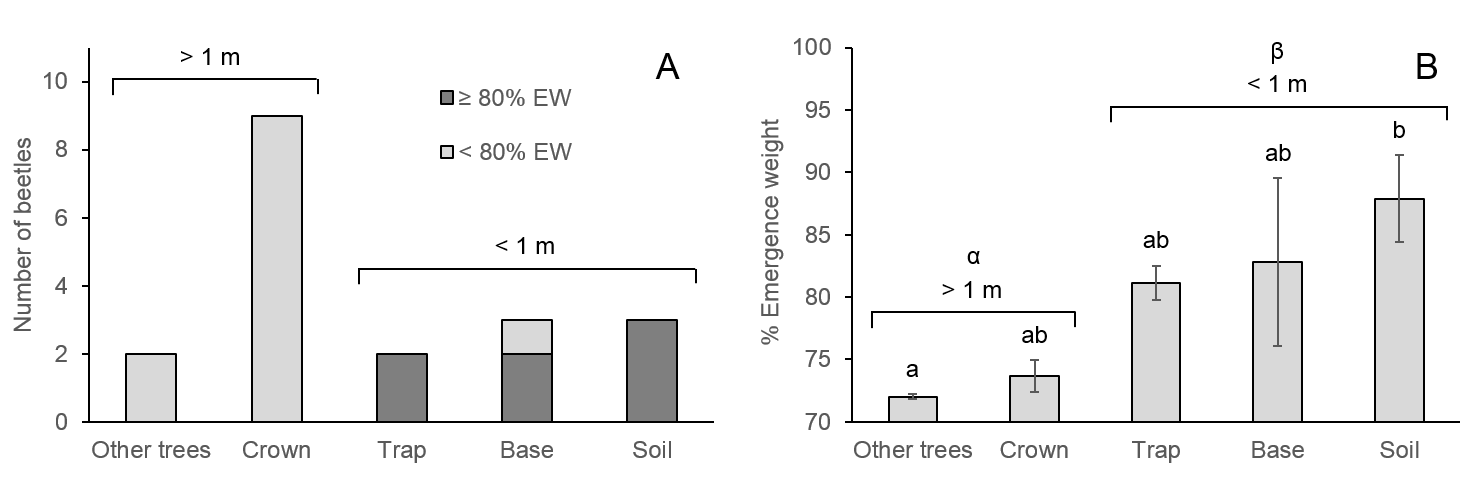 A
> 1 m
≥ 80% EW
< 80% EW
< 1 m
Number of beetles
10
8
6
4
2
0
Other trees Crown Trap Base Soil
B
β
< 1 m
α
> 1 m
a
ab
ab
ab
b
% Emergence weight
100
95
90
85
80
75
70
Other trees Crown Trap Base Soil